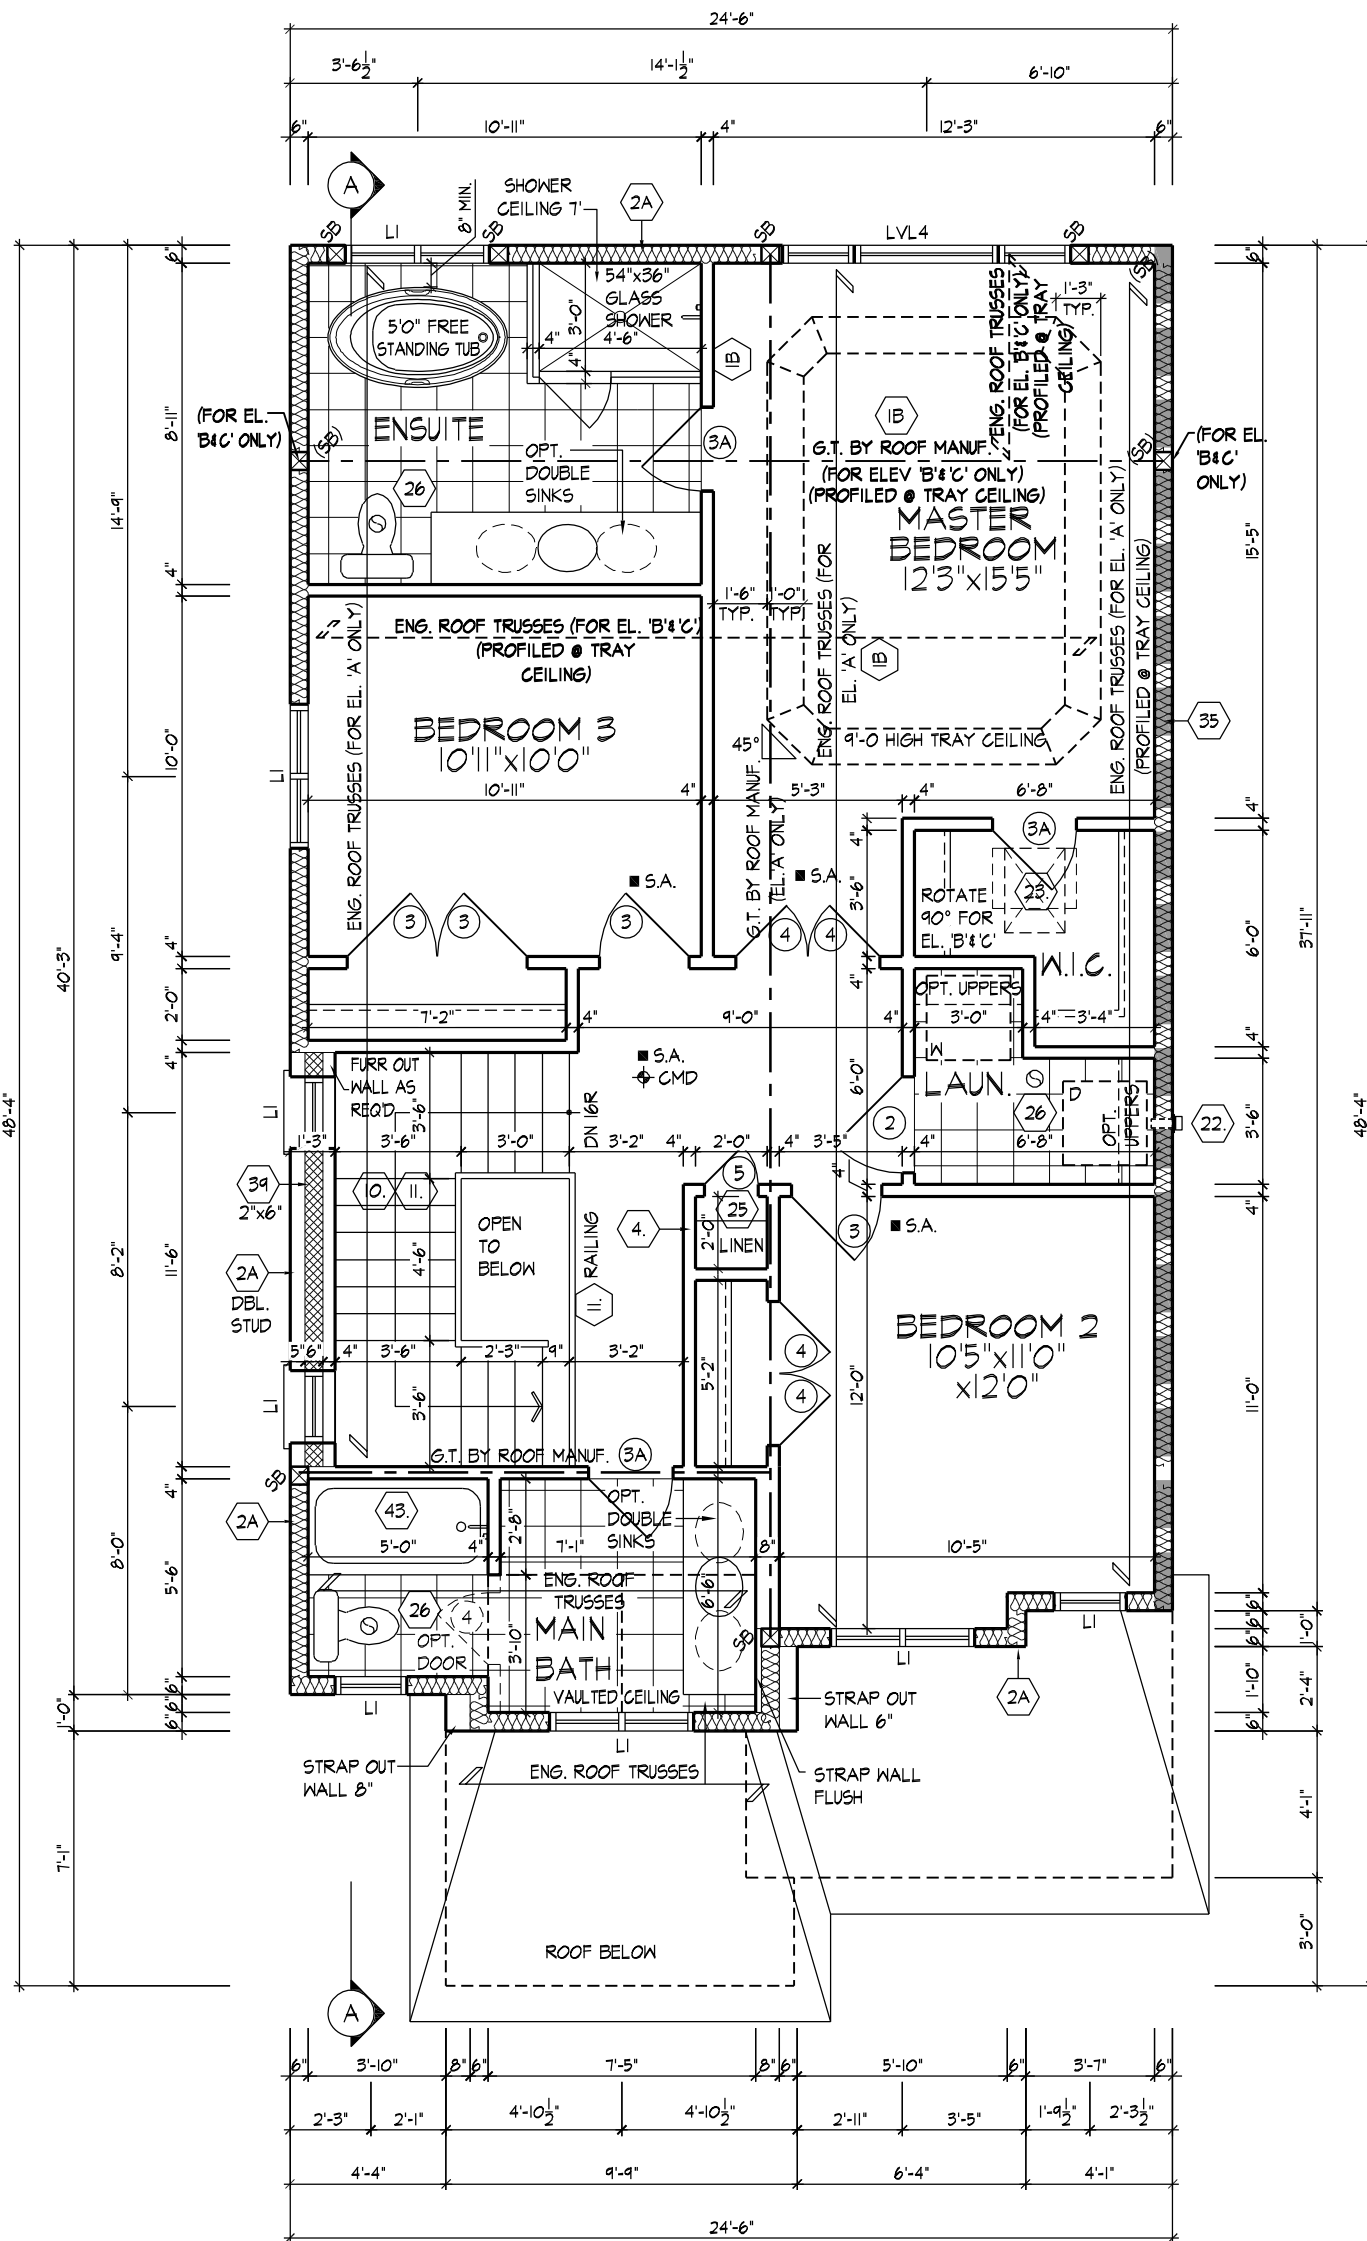 24'-6"
3'-6½"
14'-1½"
6'-10"
6"
10'-11"
4"
12'-3"
6"
A
8" MIN.
SHOWER
CEILING 7'
2A
SB
L1
SB
SB
LVL4
SB
(SB)
54"x36"
GLASS
SHOWER
3'-0"
4"
4'-6"
4"
5'0" FREE
STANDING TUB
1'-3"
TYP.
ENG. ROOF TRUSSES
(FOR EL. 'B'&'C' ONLY)
(PROFILED @ TRAY
CEILING)
1B
(FOR EL.
'B&C' ONLY)
(SB)
ENSUITE
OPT.
DOUBLE
SINKS
26
3A
1B
G.T. BY ROOF MANUF.
(FOR ELEV 'B'&'C' ONLY)
(PROFILED @ TRAY CEILING)
(SB)
(FOR EL.
'B&C'
ONLY)
MASTER
BEDROOM
12'3"x15'5"
1'-6"
TYP.
1'-0"
TYP.
ENG. ROOF TRUSSES (FOR
EL. 'A' ONLY)
1B
ENG. ROOF TRUSSES (FOR EL. 'A' ONLY)
(PROFILED @ TRAY CEILING)
35
45°
9'-0 HIGH TRAY CEILING
ENG. ROOF TRUSSES (FOR EL. 'B'&'C')
(PROFILED @ TRAY
CEILING)
ENG. ROOF TRUSSES (FOR EL. 'A' ONLY)
BEDROOM 3
10'11"x10'0"
L1
10'-11"
4"
5'-3"
4"
6'-8"
G.T. BY ROOF MANUF.
(EL. 'A' ONLY)
S.A.
S.A.
3
3
3
4
4
4"
3'-6"
4"
3A
23.
ROTATE
90° FOR
EL. 'B'&'C'
W.I.C.
OPT. UPPERS
7'-2"
4"
9'-0"
4"
3'-0"
4"
3'-4"
W
S.A.
CMD
6'-0"
LAUN.
26
D
OPT.
UPPERS
22.
2
FURR OUT
WALL AS
REQ'D
L1
3'-6"
DN 16R
1'-3"
3'-6"
3'-0"
3'-2"
4"
2'-0"
4"
3'-5"
4"
6'-8"
4"
39
2"x6"
10.
11.
OPEN
TO
BELOW
4'-6"
RAILING
11.
4.
5
25
2'-0"
LINEN
3
S.A.
2A
DBL.
STUD
BEDROOM 2
10'5"x11'0"
x12'0"
4
4
5'-2"
12'-0"
5"
6"
4"
3'-6"
2'-3"
9"
3'-2"
3'-6"
L1
G.T. BY ROOF MANUF.
3A
SB
43.
2A
OPT.
DOUBLE
SINKS
2'-8"
5'-0"
4"
7'-1"
8"
10'-5"
ENG. ROOF
TRUSSES
6'-6"
26
4
OPT.
DOOR
3'-10"
MAIN
BATH
VAULTED CEILING
SB
L1
L1
L1
2A
STRAP OUT
WALL 6"
STRAP OUT
WALL 8"
ENG. ROOF TRUSSES
STRAP WALL
FLUSH
ROOF BELOW
A
48'-4"
40'-3"
7'-1"
1'-0"
14'-9"
9'-4"
8'-2"
8'-0"
6"
8'-11"
4"
10'-0"
4"
2'-0"
4"
11'-6"
4"
5'-6"
6"
6"
6"
6"
15'-5"
4"
6'-0"
4"
3'-6"
4"
11'-0"
6"
6"
6"
1'-10"
6"
37'-11"
1'-0"
2'-4"
4'-1"
3'-0"
48'-4"
6"
3'-10"
8"
6"
7'-5"
8"
6"
5'-10"
6"
3'-7"
6"
2'-3"
2'-1"
4'-10½"
4'-10½"
2'-11"
3'-5"
1'-9½"
2'-3½"
4'-4"
9'-9"
6'-4"
4'-1"
24'-6"